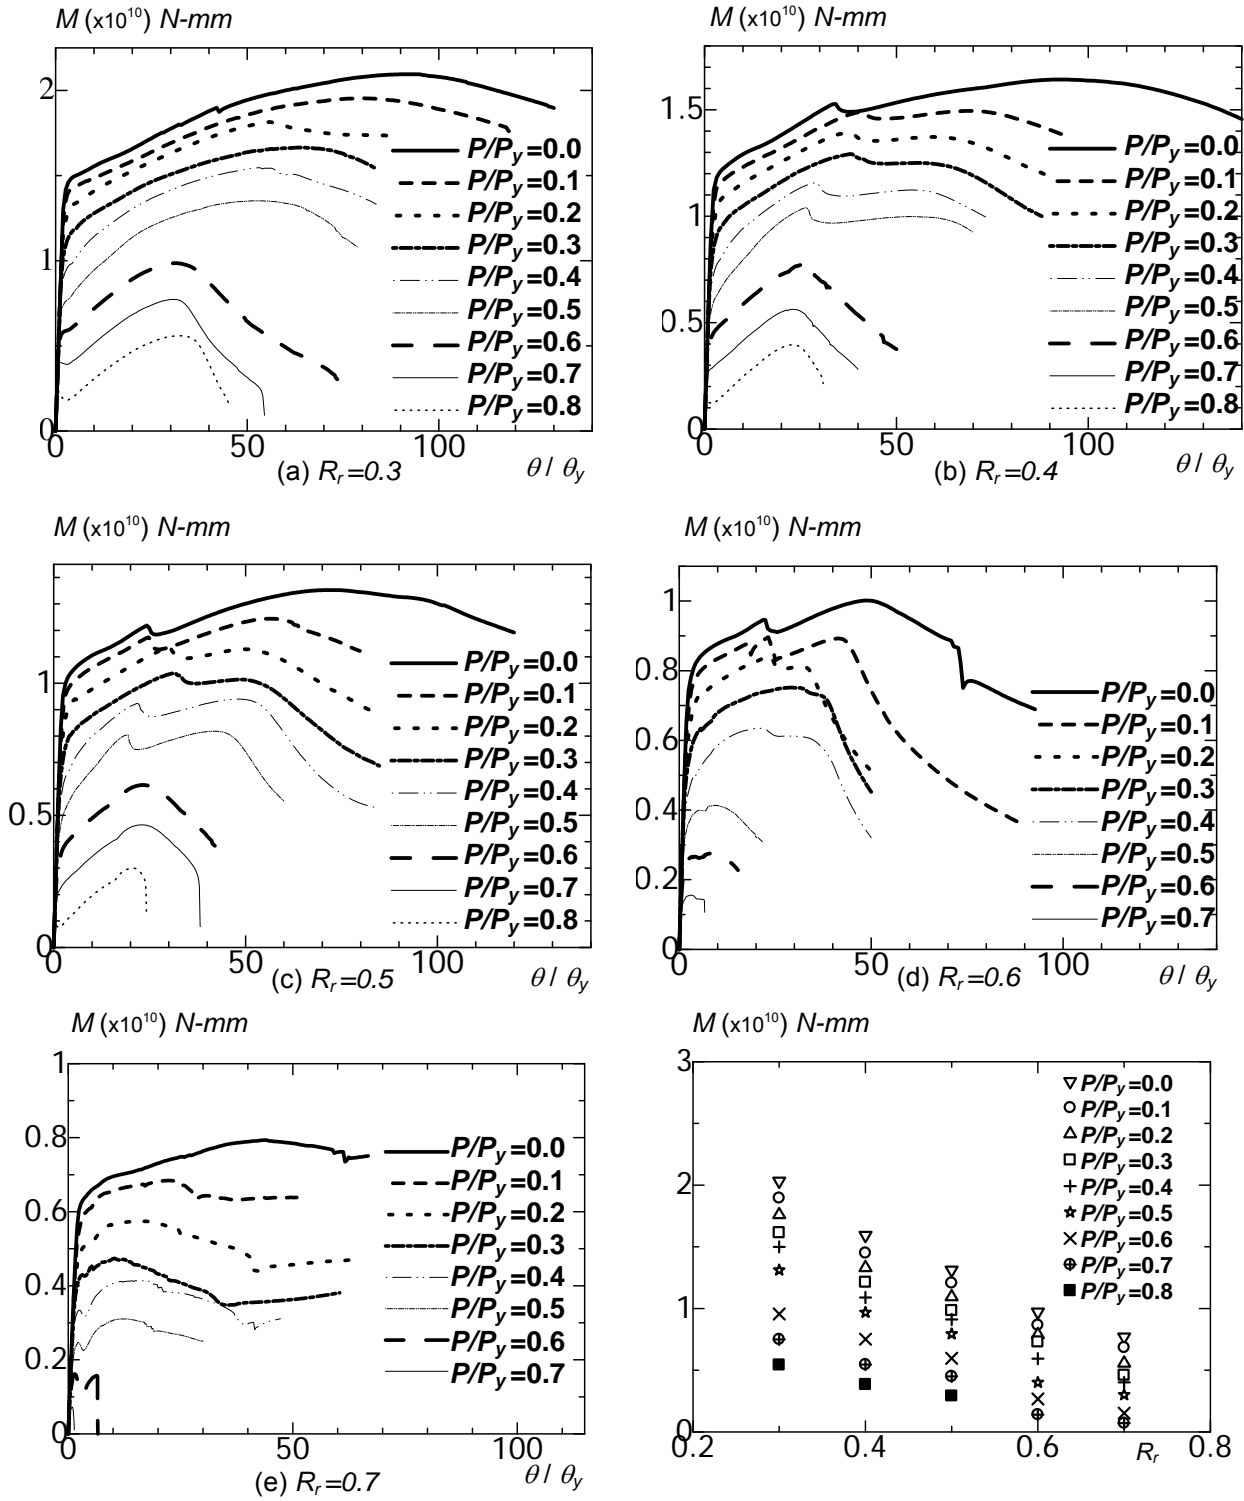 M (x10¹⁰) N-mm
2
1
0
0 50 100
P/Py=0.0
P/Py=0.1
P/Py=0.2
P/Py=0.3
P/Py=0.4
P/Py=0.5
P/Py=0.6
P/Py=0.7
P/Py=0.8
(a) Rr=0.3 θ / θy
M (x10¹⁰) N-mm
1.5
1
0.5
0
0 50 100
P/Py=0.0
P/Py=0.1
P/Py=0.2
P/Py=0.3
P/Py=0.4
P/Py=0.5
P/Py=0.6
P/Py=0.7
P/Py=0.8
(b) Rr=0.4 θ / θy
M (x10¹⁰) N-mm
1
0.5
0
0 50 100
P/Py=0.0
P/Py=0.1
P/Py=0.2
P/Py=0.3
P/Py=0.4
P/Py=0.5
P/Py=0.6
P/Py=0.7
P/Py=0.8
(c) Rr=0.5 θ / θy
M (x10¹⁰) N-mm
1
0.8
0.6
0.4
0.2
0
0 50 100
P/Py=0.0
P/Py=0.1
P/Py=0.2
P/Py=0.3
P/Py=0.4
P/Py=0.5
P/Py=0.6
P/Py=0.7
(d) Rr=0.6 θ / θy
M (x10¹⁰) N-mm
1
0.8
0.6
0.4
0.2
0
0 50 100
P/Py=0.0
P/Py=0.1
P/Py=0.2
P/Py=0.3
P/Py=0.4
P/Py=0.5
P/Py=0.6
P/Py=0.7
(e) Rr=0.7 θ / θy
M (x10¹⁰) N-mm
3
2
1
0
P/Py=0.0
P/Py=0.1
P/Py=0.2
P/Py=0.3
P/Py=0.4
P/Py=0.5
P/Py=0.6
P/Py=0.7
P/Py=0.8
0.2 0.4 0.6 Rr 0.8